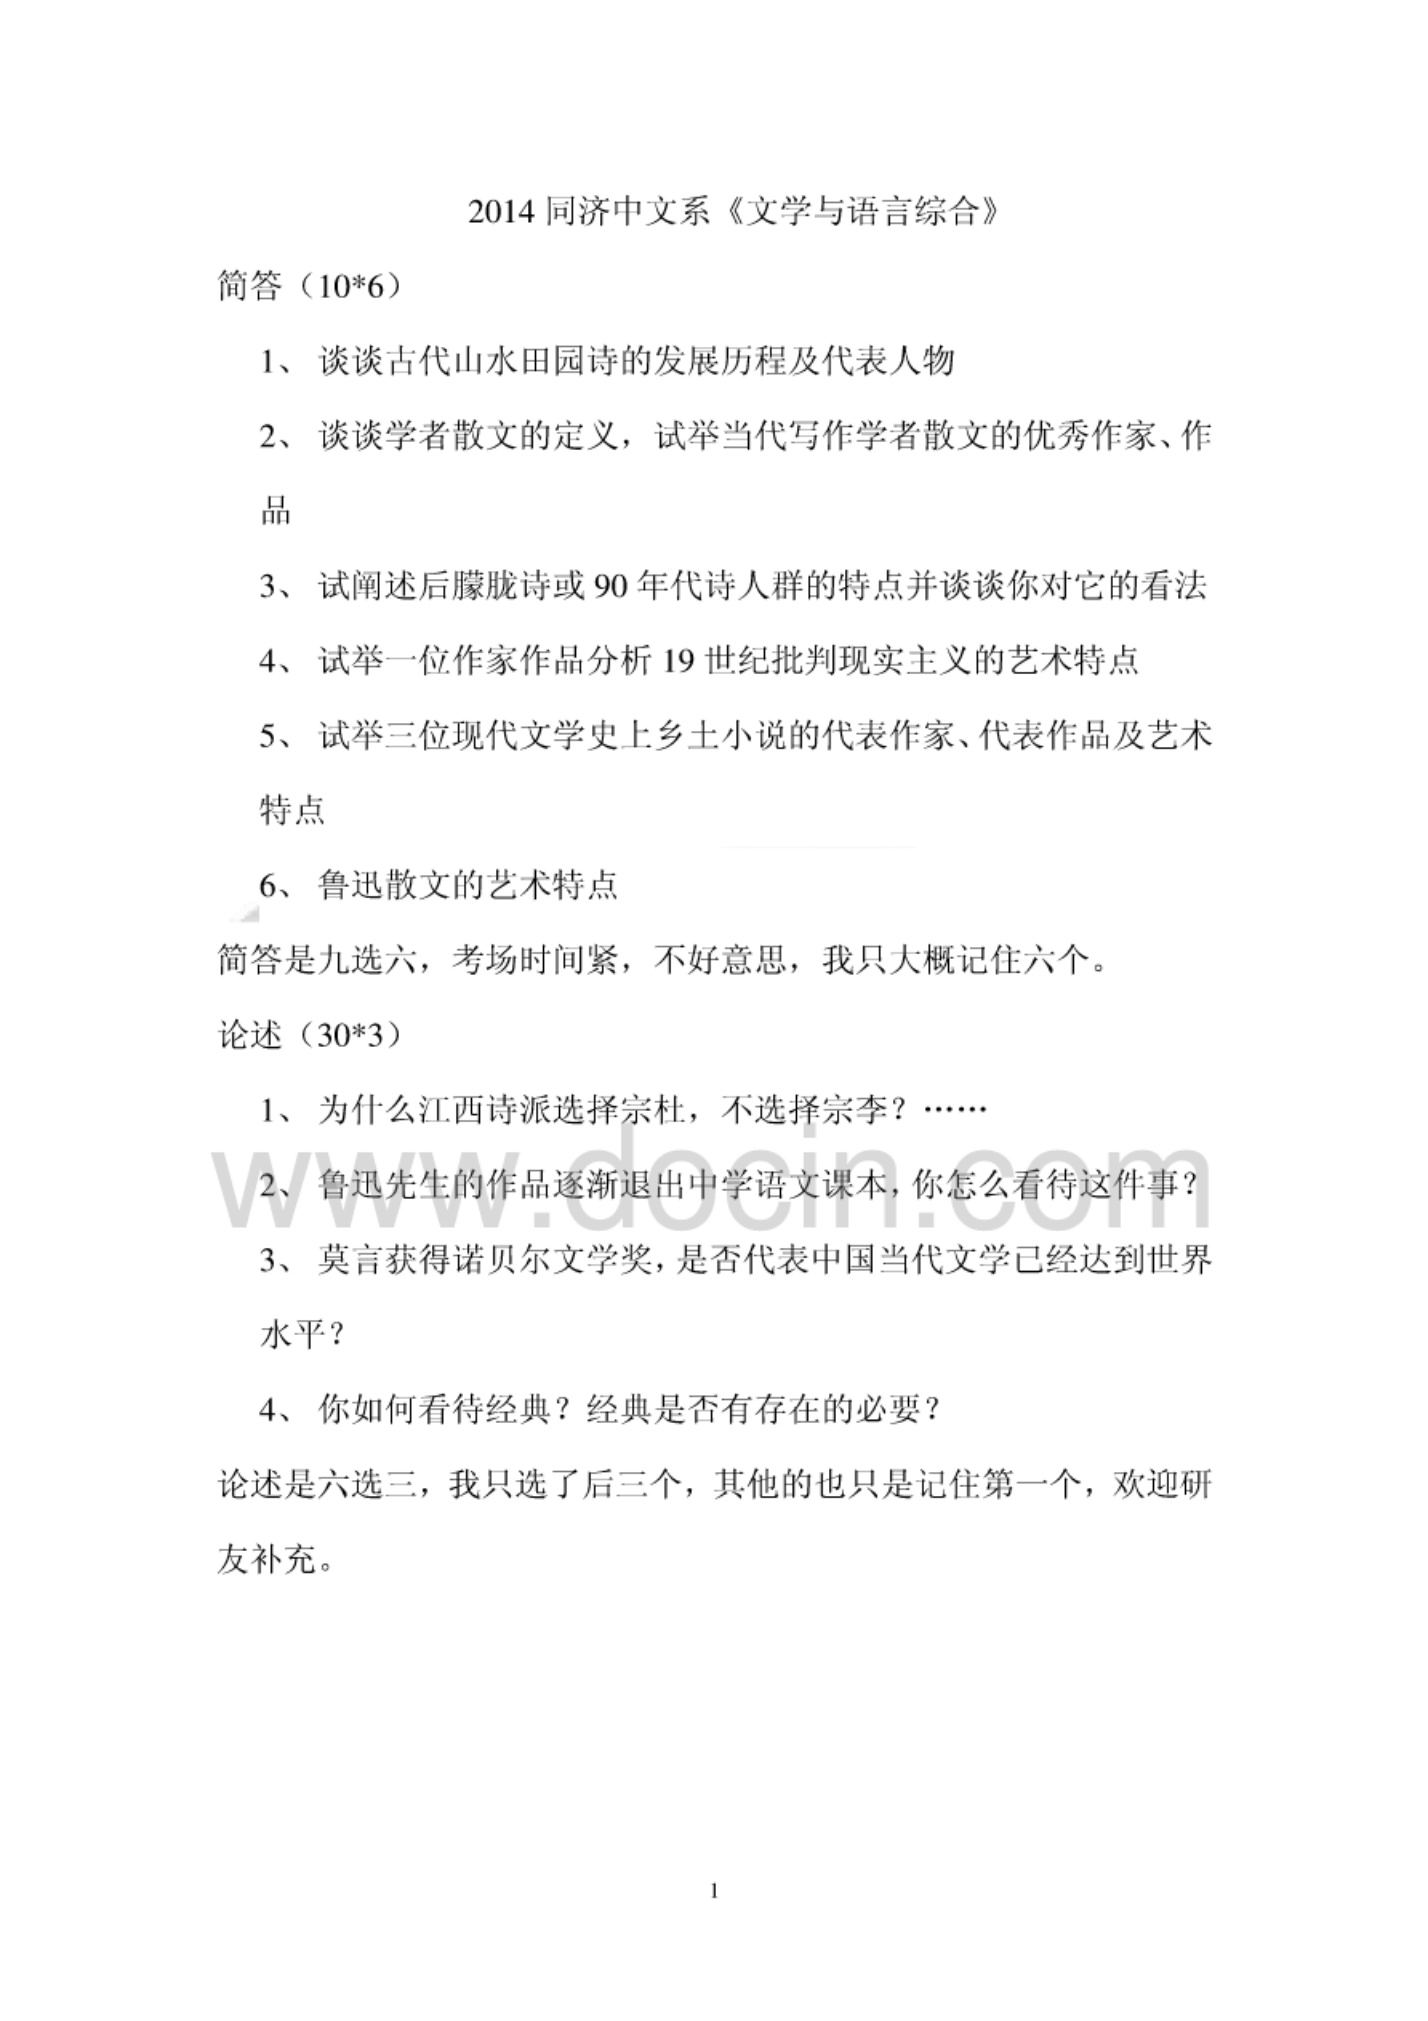 2014 同济中文系《文学与语言综合》
简答（10*6）
1、 谈谈古代山水田园诗的发展历程及代表人物
2、 谈谈学者散文的定义，试举当代写作学者散文的优秀作家、作
品
3、 试阐述后朦胧诗或 90 年代诗人群的特点并谈谈你对它的看法
4、 试举一位作家作品分析 19 世纪批判现实主义的艺术特点
5、 试举三位现代文学史上乡土小说的代表作家、代表作品及艺术
特点
6、 鲁迅散文的艺术特点
简答是九选六，考场时间紧，不好意思，我只大概记住六个。
论述（30*3）
1、 为什么江西诗派选择宗杜，不选择宗李？……
www.docin.com
2、 鲁迅先生的作品逐渐退出中学语文课本，你怎么看待这件事？
3、 莫言获得诺贝尔文学奖，是否代表中国当代文学已经达到世界
水平？
4、 你如何看待经典？经典是否有存在的必要？
论述是六选三，我只选了后三个，其他的也只是记住第一个，欢迎研
友补充。
1